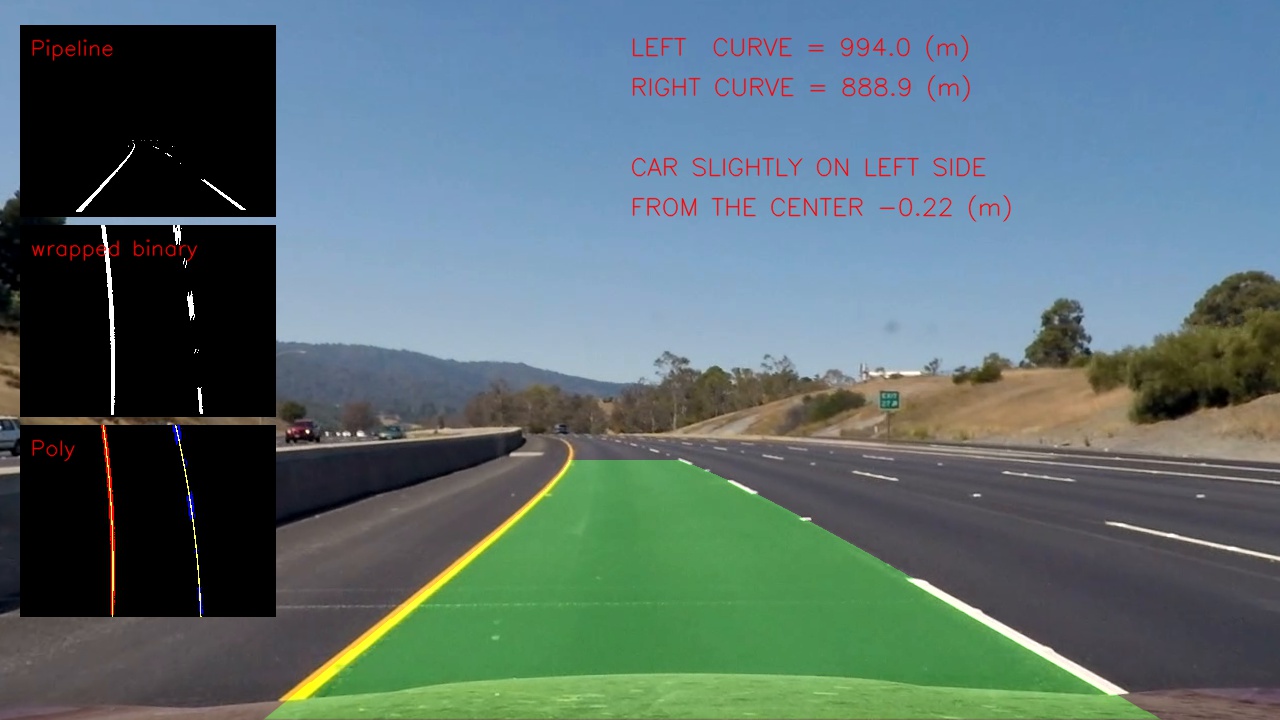 Pipeline
LEFT CURVE = 994.0 (m)
RIGHT CURVE = 888.9 (m)
CAR SLIGHTLY ON LEFT SIDE
FROM THE CENTER -0.22 (m)
wrapped binary
Poly
EXIT